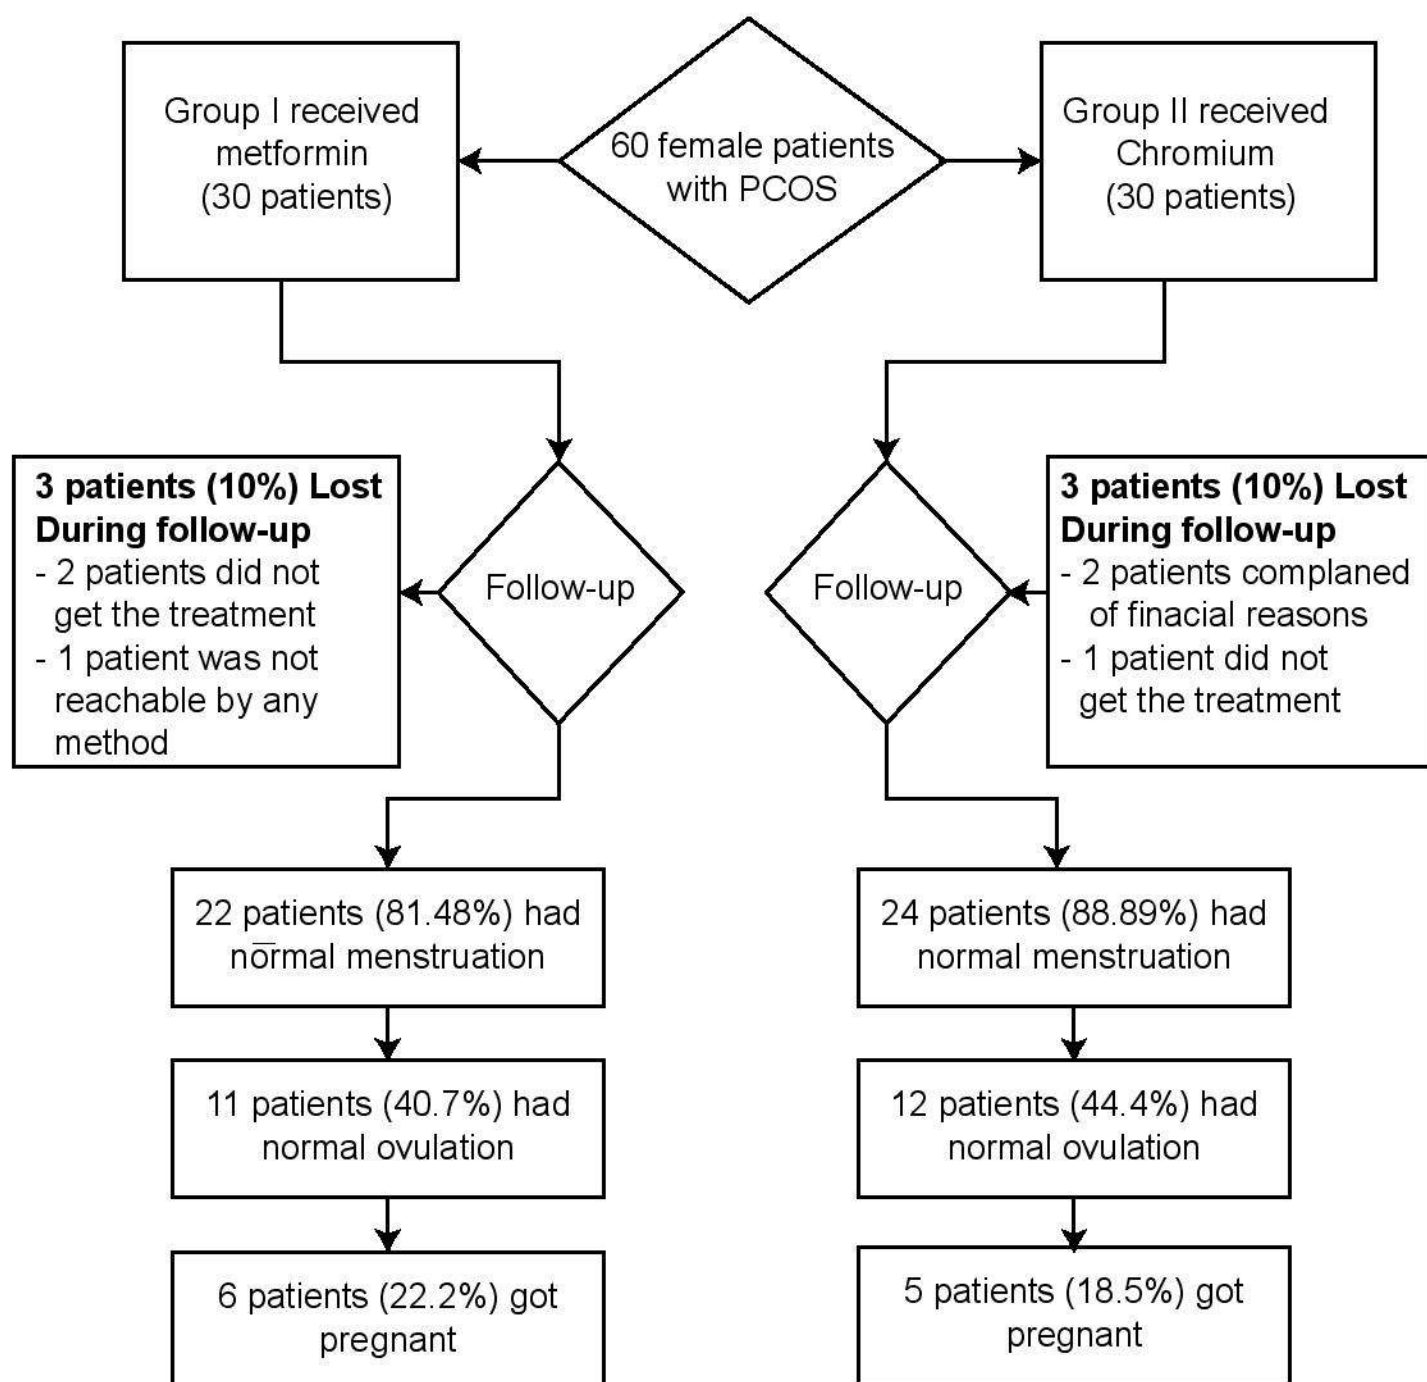 Group I received
metformin
(30 patients)
60 female patients
with PCOS
Group II received
Chromium
(30 patients)
3 patients (10%) Lost
During follow-up
- 2 patients did not
get the treatment
- 1 patient was not
reachable by any
method
Follow-up
Follow-up
3 patients (10%) Lost
During follow-up
- 2 patients complaned
of finacial reasons
- 1 patient did not
get the treatment
22 patients (81.48%) had
normal menstruation
24 patients (88.89%) had
normal menstruation
11 patients (40.7%) had
normal ovulation
12 patients (44.4%) had
normal ovulation
6 patients (22.2%) got
pregnant
5 patients (18.5%) got
pregnant